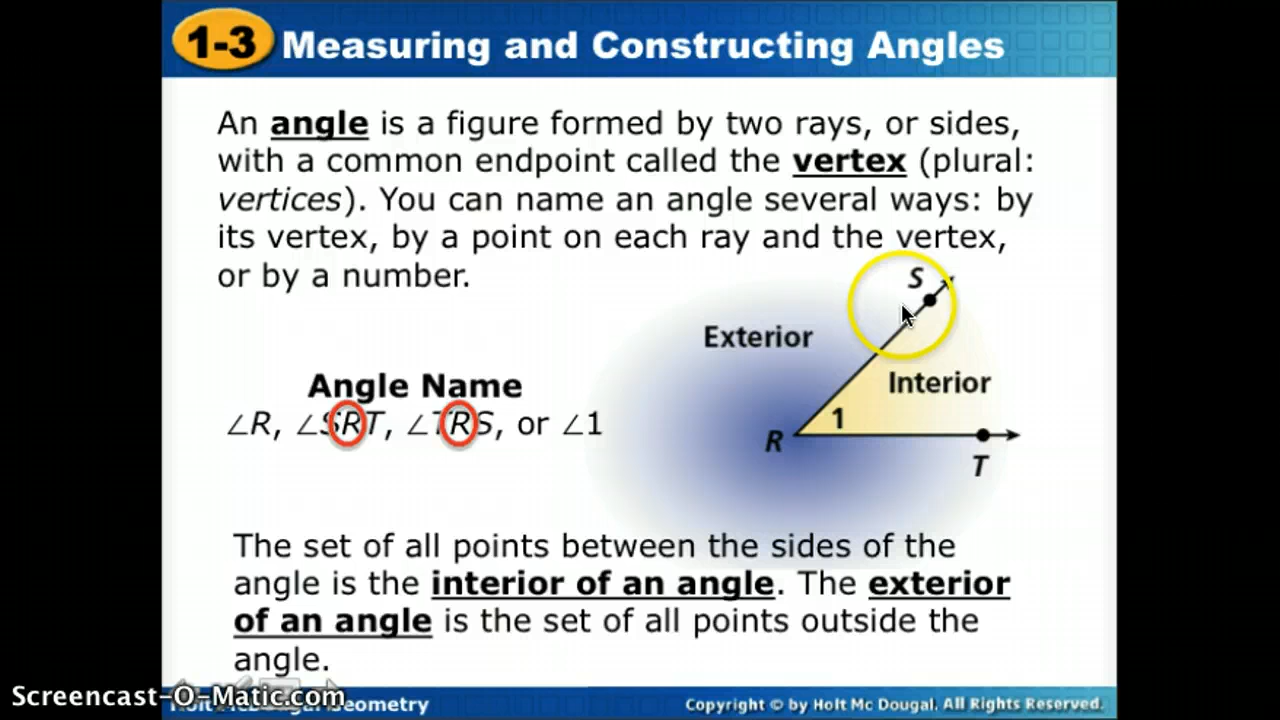 1-3 Measuring and Constructing Angles
An angle is a figure formed by two rays, or sides,
with a common endpoint called the vertex (plural:
vertices). You can name an angle several ways: by
its vertex, by a point on each ray and the vertex,
or by a number.
S
Exterior
Interior
1
R
T
Angle Name
∠R, ∠SRT, ∠TRS, or ∠1
The set of all points between the sides of the
angle is the interior of an angle. The exterior
of an angle is the set of all points outside the
angle.
Screencast-O-Matic.com
Holt McDougal Geometry
Copyright © by Holt Mc Dougal. All Rights Reserved.